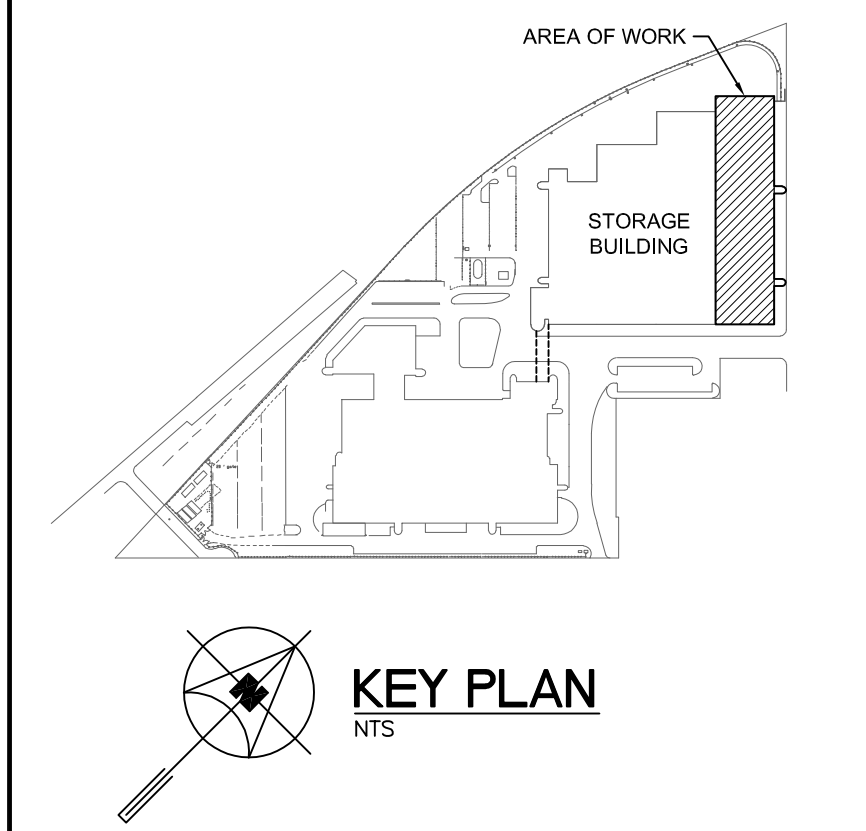 AREA OF WORK
STORAGE
BUILDING
N
KEY PLAN
NTS